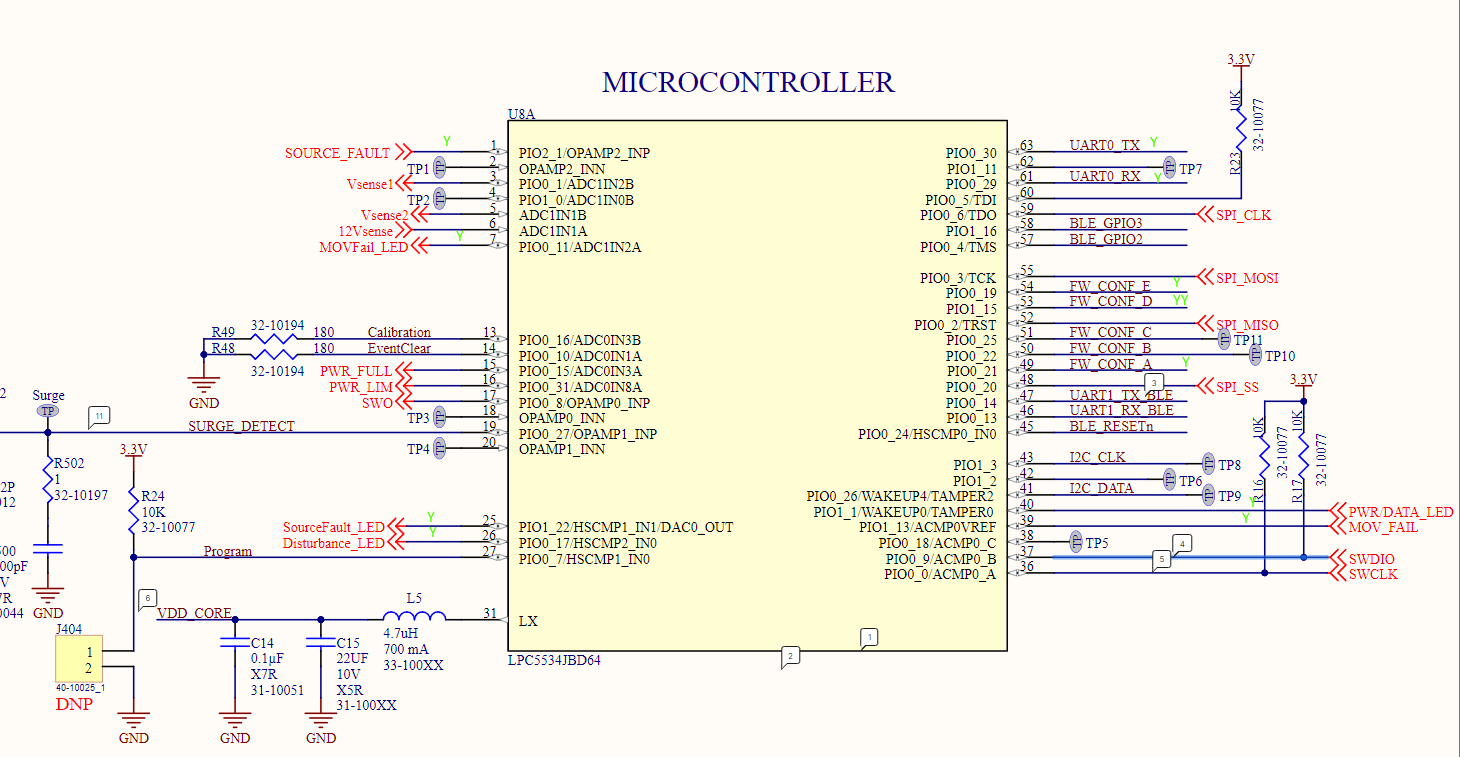 MICROCONTROLLER
U8A
SOURCE_FAULT
Y
1
PIO2_1/OPAMP2_INP
TP1
TP
2
OPAMP2_INN
Vsense1
3
PIO0_1/ADC1IN2B
TP2
TP
4
PIO1_0/ADC1IN0B
Vsense2
5
ADC1IN1B
12Vsense
6
ADC1IN1A
MOVFail_LED
Y
7
PIO0_11/ADC1IN2A
R49
32-10194
180
Calibration
13
PIO0_16/ADC0IN3B
R48
32-10194
180
EventClear
14
PIO0_10/ADC0IN1A
GND
PWR_FULL
15
PIO0_15/ADC0IN3A
PWR_LIM
16
PIO0_31/ADC0IN8A
SWO
17
PIO0_8/OPAMP0_INP
TP3
TP
18
OPAMP0_INN
2
Surge
TP
11
SURGE_DETECT
19
PIO0_27/OPAMP1_INP
TP4
TP
20
OPAMP1_INN
R502
1
32-10197
2P
012
3.3V
R24
10K
32-10077
SourceFault_LED
Y
25
PIO1_22/HSCMP1_IN1/DAC0_OUT
Disturbance_LED
Y
26
PIO0_17/HSCMP2_IN0
Program
27
PIO0_7/HSCMP1_IN0
500
00pF
V
7R
0044
GND
6
VDD_CORE
L5
4.7uH
700 mA
33-100XX
31
LX
J404
1
2
40-10025_1
DNP
GND
C14
0.1µF
X7R
31-10051
GND
C15
22UF
10V
X5R
31-100XX
GND
LPC5534JBD64
2
1
PIO0_30
63
UART0_TX
Y
PIO1_11
62
TP
TP7
PIO0_29
61
UART0_RX
Y
PIO0_5/TDI
60
3.3V
10K
R23
32-10077
PIO0_6/TDO
59
SPI_CLK
PIO1_16
58
BLE_GPIO3
PIO0_4/TMS
57
BLE_GPIO2
PIO0_3/TCK
55
SPI_MOSI
PIO0_19
54
FW_CONF_E
Y
PIO1_15
53
FW_CONF_D
YY
PIO0_2/TRST
52
SPI_MISO
PIO0_25
51
FW_CONF_C
TP
TP11
PIO0_22
50
FW_CONF_B
TP
TP10
PIO0_21
49
FW_CONF_A
Y
PIO0_20
48
3
SPI_SS
PIO0_14
47
UART1_TX_BLE
PIO0_13
46
UART1_RX_BLE
PIO0_24/HSCMP0_IN0
45
BLE_RESETn
3.3V
10K
R16
32-10077
10K
R17
32-10077
PIO1_3
43
I2C_CLK
TP
TP8
PIO1_2
42
TP
TP6
PIO0_26/WAKEUP4/TAMPER2
41
I2C_DATA
TP
TP9
PIO1_1/WAKEUP0/TAMPER0
40
Y
PWR/DATA_LED
PIO1_13/ACMP0VREF
39
Y
MOV_FAIL
PIO0_18/ACMP0_C
38
TP
TP5
PIO0_9/ACMP0_B
37
5
4
SWDIO
PIO0_0/ACMP0_A
36
SWCLK